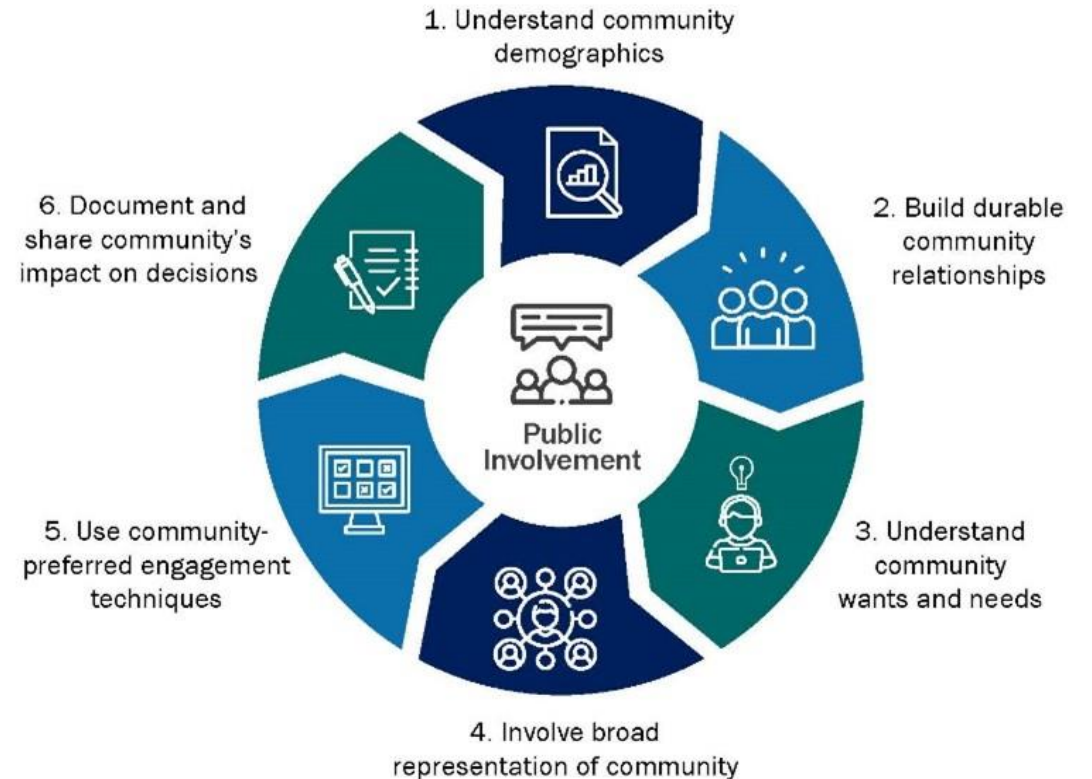 1. Understand community
demographics
2. Build durable
community
relationships
3. Understand
community
wants and needs
4. Involve broad
representation of community
5. Use community-
preferred engagement
techniques
6. Document and
share community's
impact on decisions
Public
Involvement